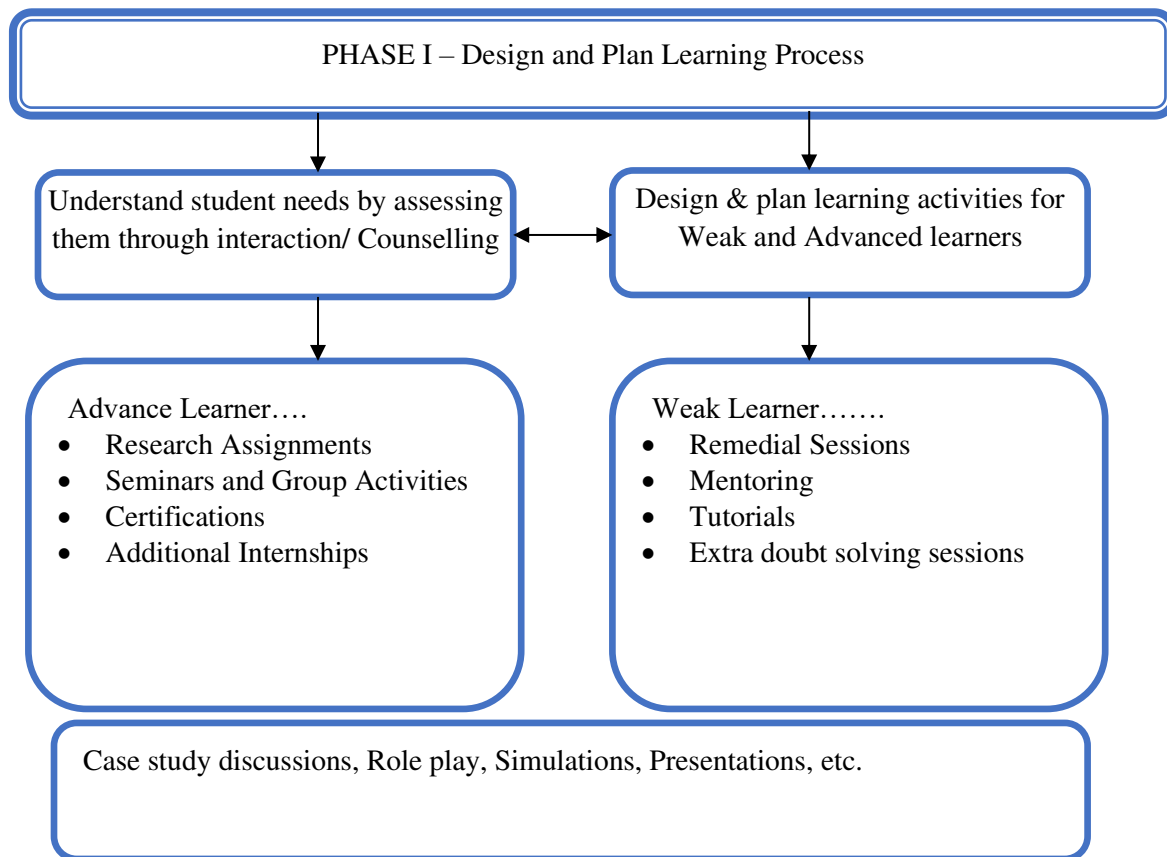 PHASE I – Design and Plan Learning Process
Understand student needs by assessing
them through interaction/ Counselling
Design & plan learning activities for
Weak and Advanced learners
Advance Learner….
• Research Assignments
• Seminars and Group Activities
• Certifications
• Additional Internships
Weak Learner…….
• Remedial Sessions
• Mentoring
• Tutorials
• Extra doubt solving sessions
Case study discussions, Role play, Simulations, Presentations, etc.